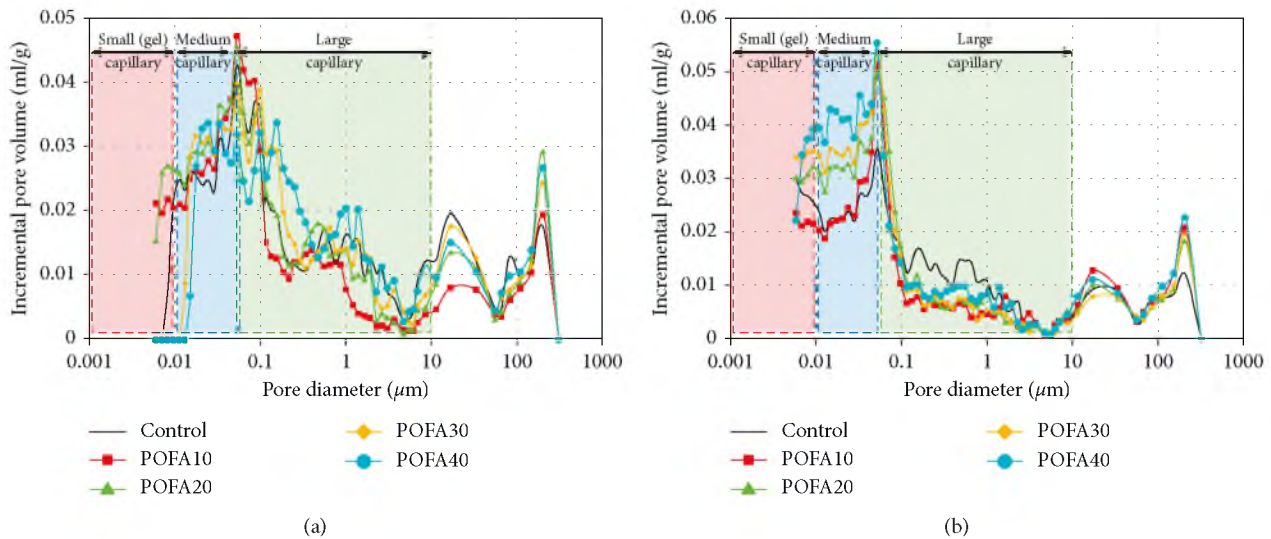 Incremental pore volume (ml/g)
0.05
0.04
0.03
0.02
0.01
0
Small (gel)
capillary
Medium
capillary
Large
capillary
0.001 0.01 0.1 1 10 100 1000
Pore diameter (μm)
Control
POFA10
POFA20
POFA30
POFA40
(a)
Incremental pore volume (ml/g)
0.06
0.05
0.04
0.03
0.02
0.01
0
Small (gel)
capillary
Medium
capillary
Large
capillary
0.001 0.01 0.1 1 10 100 1000
Pore diameter (μm)
Control
POFA10
POFA20
POFA30
POFA40
(b)